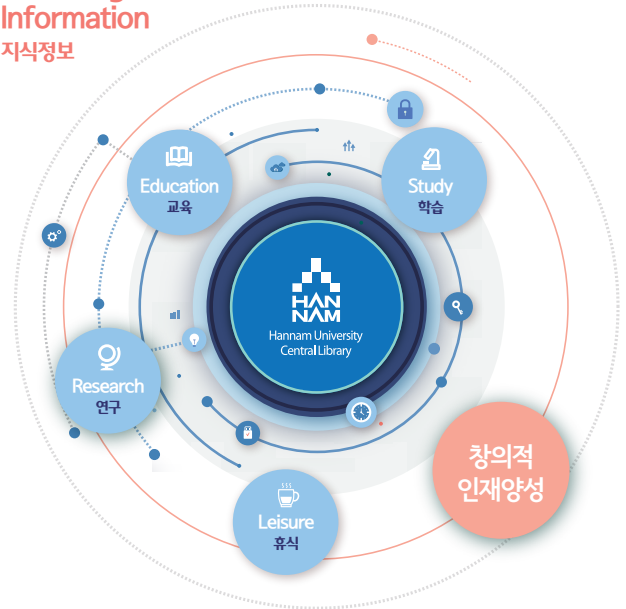 Information
지식정보
Education
교육
Study
학습
HAN
NAM
Hannam University
Central Library
Research
연구
창의적
인재양성
Leisure
휴식